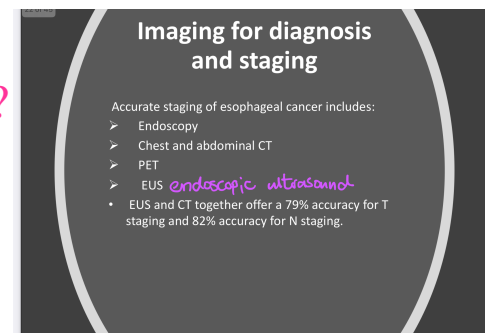 Imaging for diagnosis
and staging
?
Accurate staging of esophageal cancer includes:
➢ Endoscopy
➢ Chest and abdominal CT
➢ PET
➢ EUS endoscopic ultrasound
• EUS and CT together offer a 79% accuracy for T
staging and 82% accuracy for N staging.